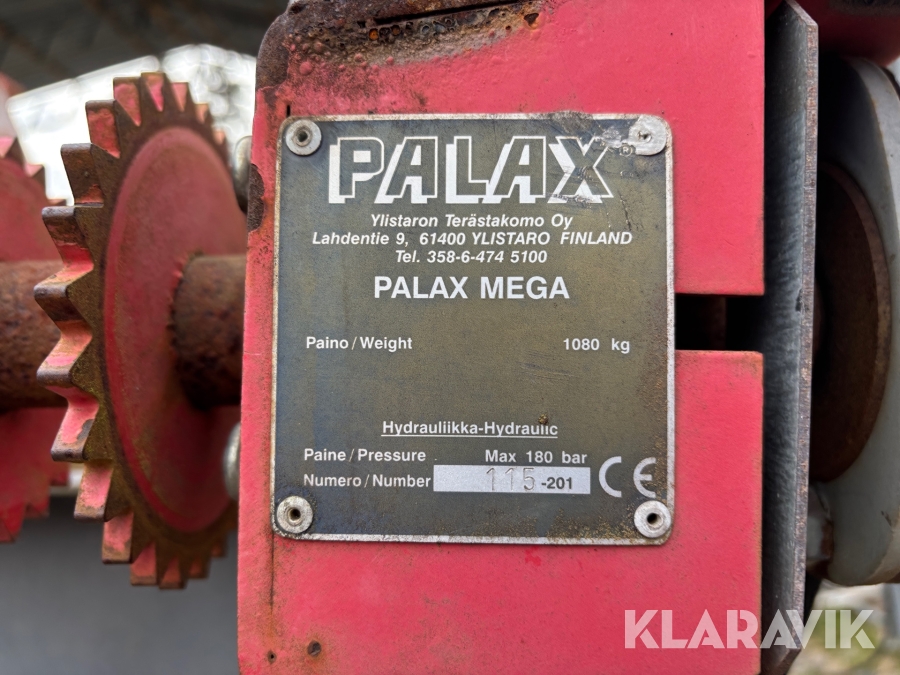 PALAX®
Ylistaron Terästakomo Oy
Lahdentie 9, 61400 YLISTARO FINLAND
Tel. 358-6-474 5100
PALAX MEGA
Paino/Weight 1080 kg
Hydrauliikka-Hydraulic
Paine/Pressure Max 180 bar
Numero/Number 115-201 CE
KLARAVIK